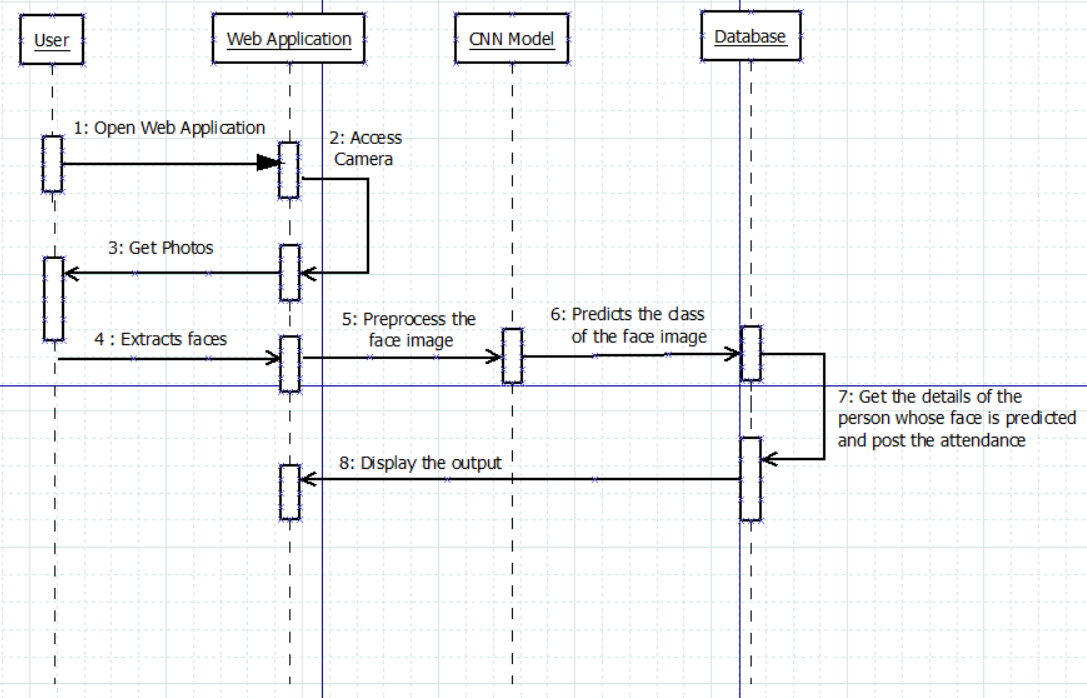 User
Web Application
CNN Model
Database
1: Open Web Application
2: Access
Camera
3: Get Photos
4 : Extracts faces
5: Preprocess the
face image
6: Predicts the class
of the face image
7: Get the details of the
person whose face is predicted
and post the attendance
8: Display the output